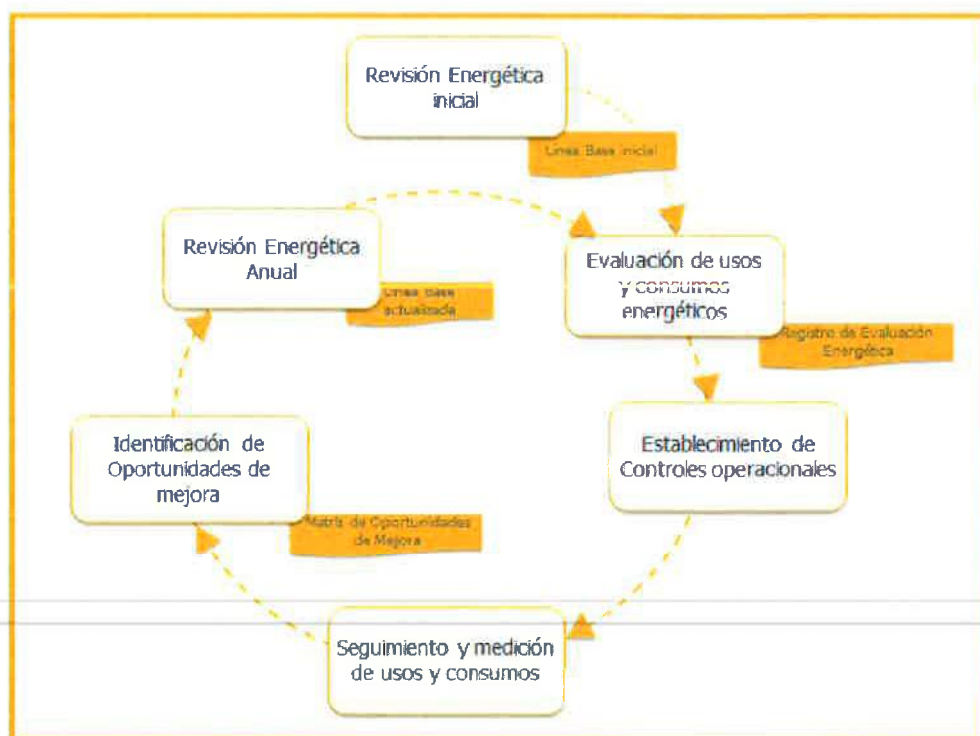 Revisión Energética
inicial
Línea Base inicial
Revisión Energética
Anual
Línea Base
actualizada
Evaluación de usos
y consumos
energéticos
Registro de Evaluación
Energética
Identificación de
Oportunidades de
mejora
Matriz de Oportunidades
de Mejora
Establecimiento de
Controles operacionales
Seguimiento y medición
de usos y consumos